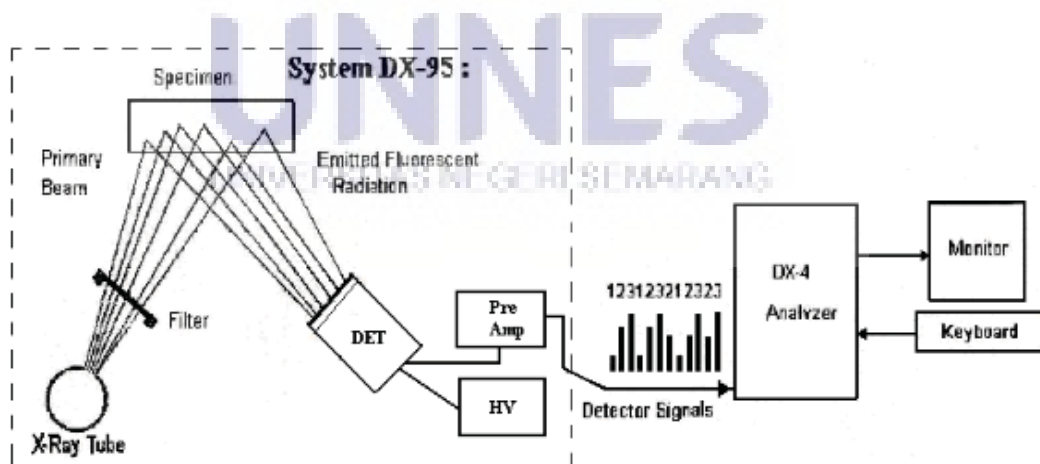 UNNES
System DX-95 :
Specimen
Primary
Beam
Emitted Fluorescent
Radiation
UNIVERSITAS NEGERI SEMARANG
Filter
X-Ray Tube
DET
Pre
Amp
HV
123123212323
Detector Signals
DX-4
Analyzer
Monitor
Keyboard